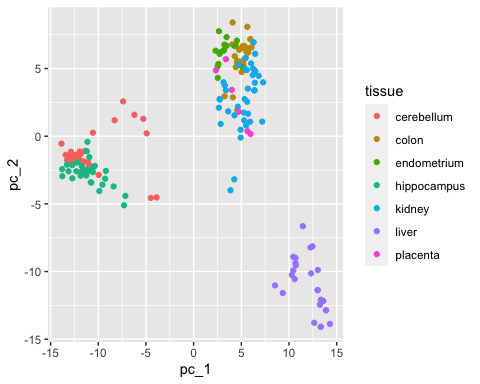 tissue
cerebellum
colon
endometrium
hippocampus
kidney
liver
placenta
pc_2
5
0
-5
-10
-15
-15 -10 -5 0 5 10 15
pc_1